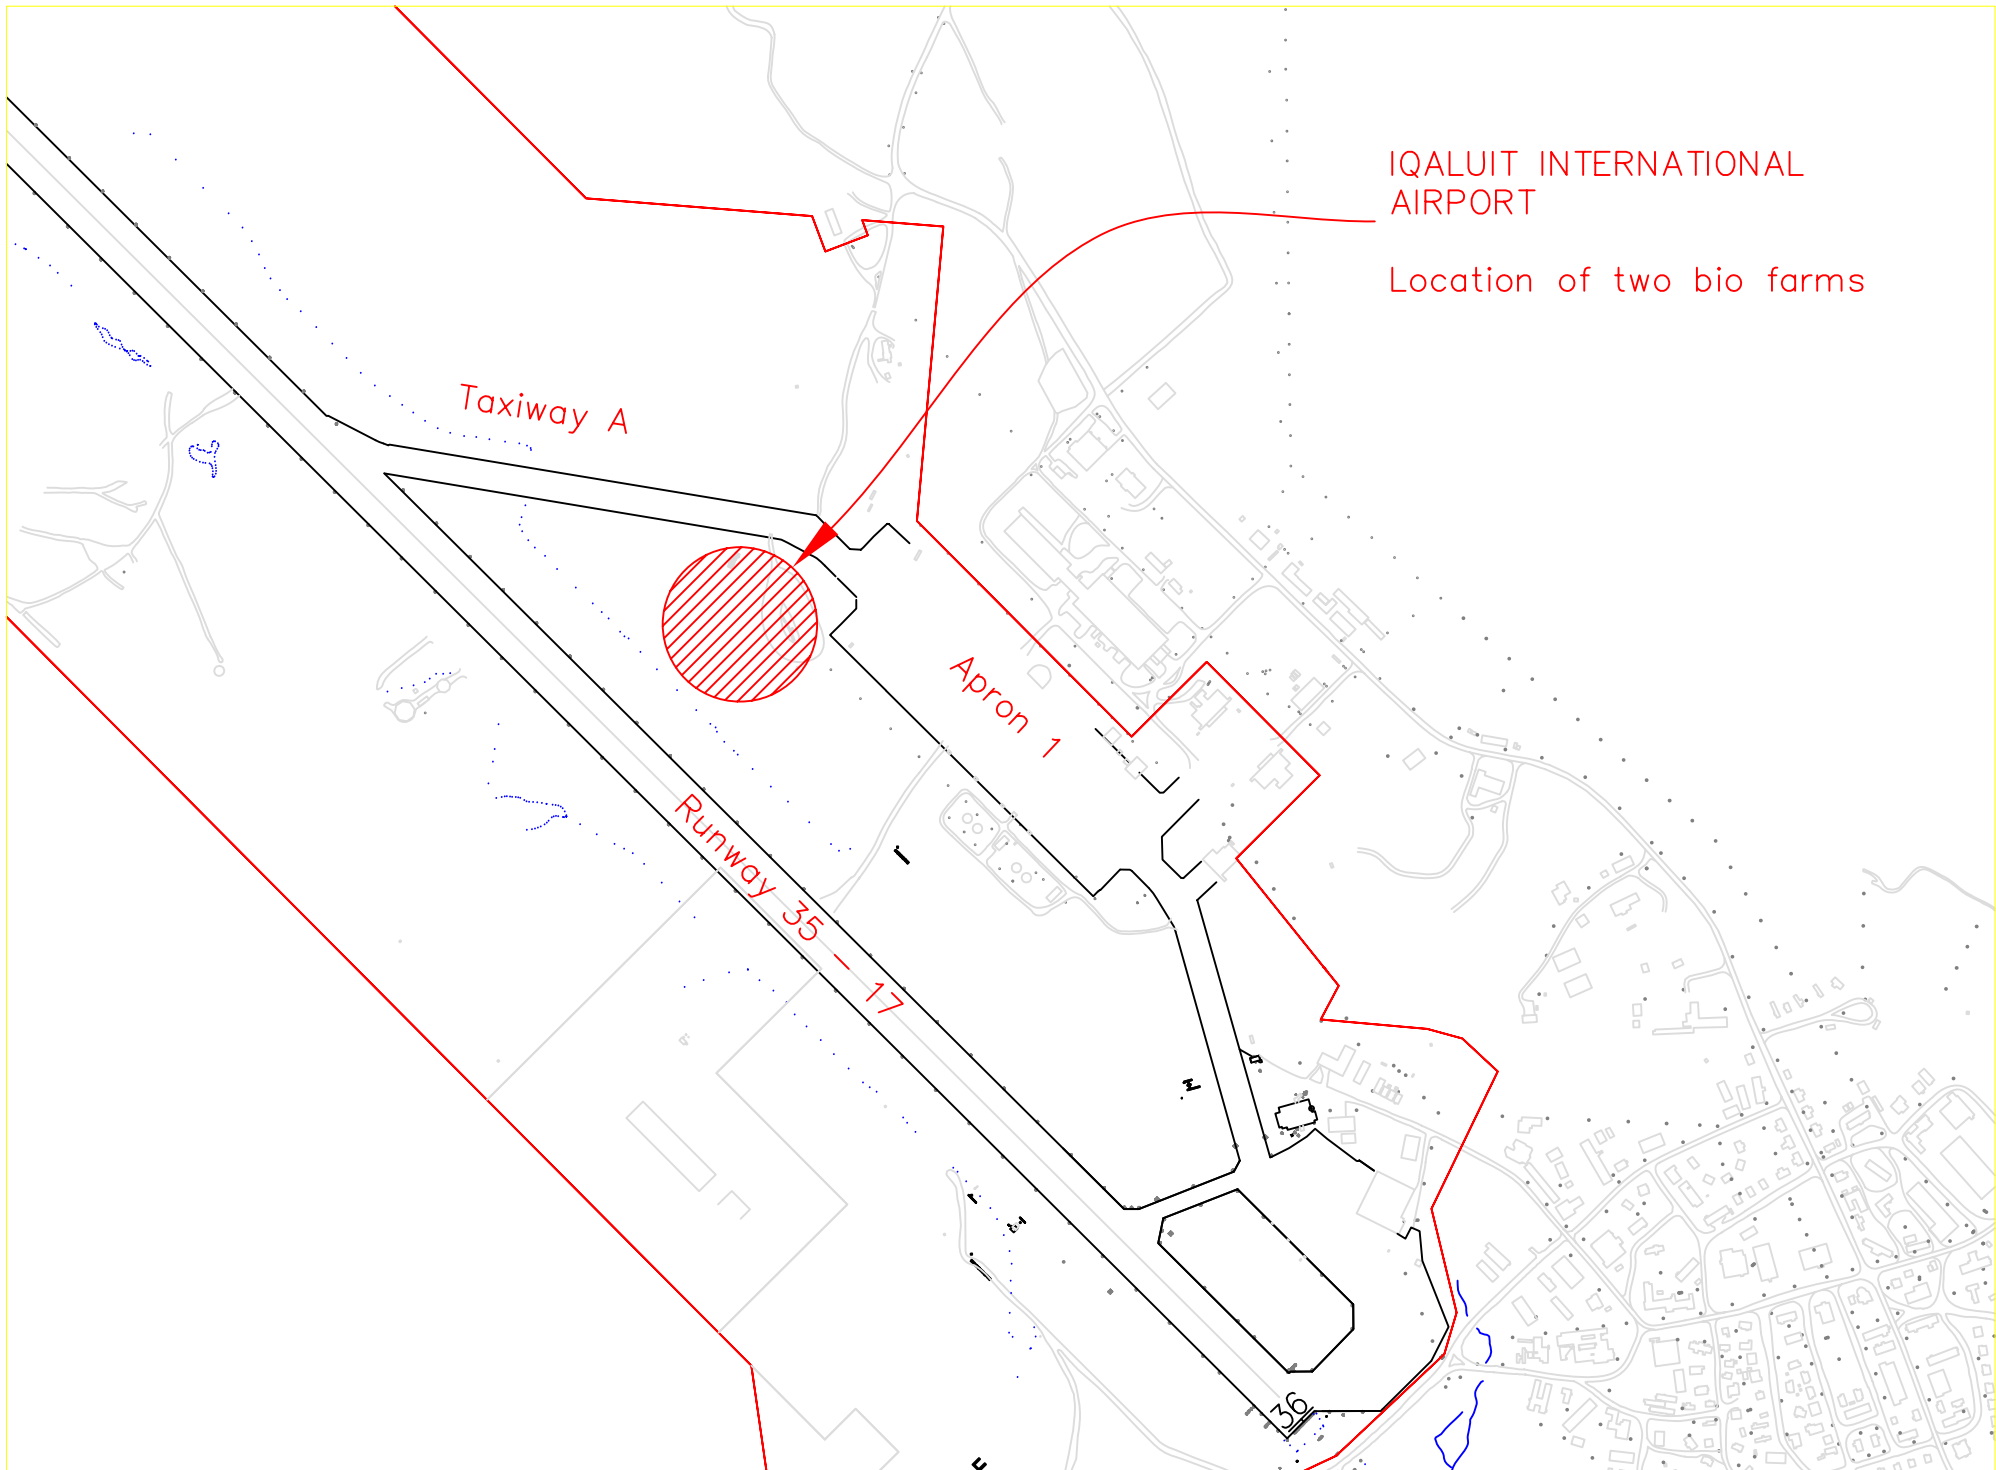 IQALUIT INTERNATIONAL
AIRPORT
Location of two bio farms
Taxiway A
Apron 1
Runway 35 – 17
36